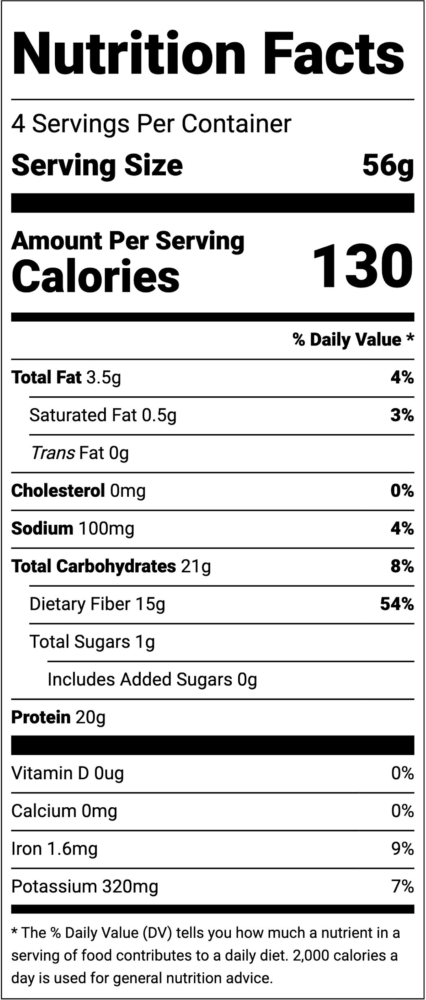 Nutrition Facts
4 Servings Per Container
Serving Size 56g
Amount Per Serving
Calories 130
% Daily Value *
Total Fat 3.5g 4%
Saturated Fat 0.5g 3%
Trans Fat 0g
Cholesterol 0mg 0%
Sodium 100mg 4%
Total Carbohydrates 21g 8%
Dietary Fiber 15g 54%
Total Sugars 1g
Includes Added Sugars 0g
Protein 20g
Vitamin D 0ug 0%
Calcium 0mg 0%
Iron 1.6mg 9%
Potassium 320mg 7%
* The % Daily Value (DV) tells you how much a nutrient in a
serving of food contributes to a daily diet. 2,000 calories a
day is used for general nutrition advice.